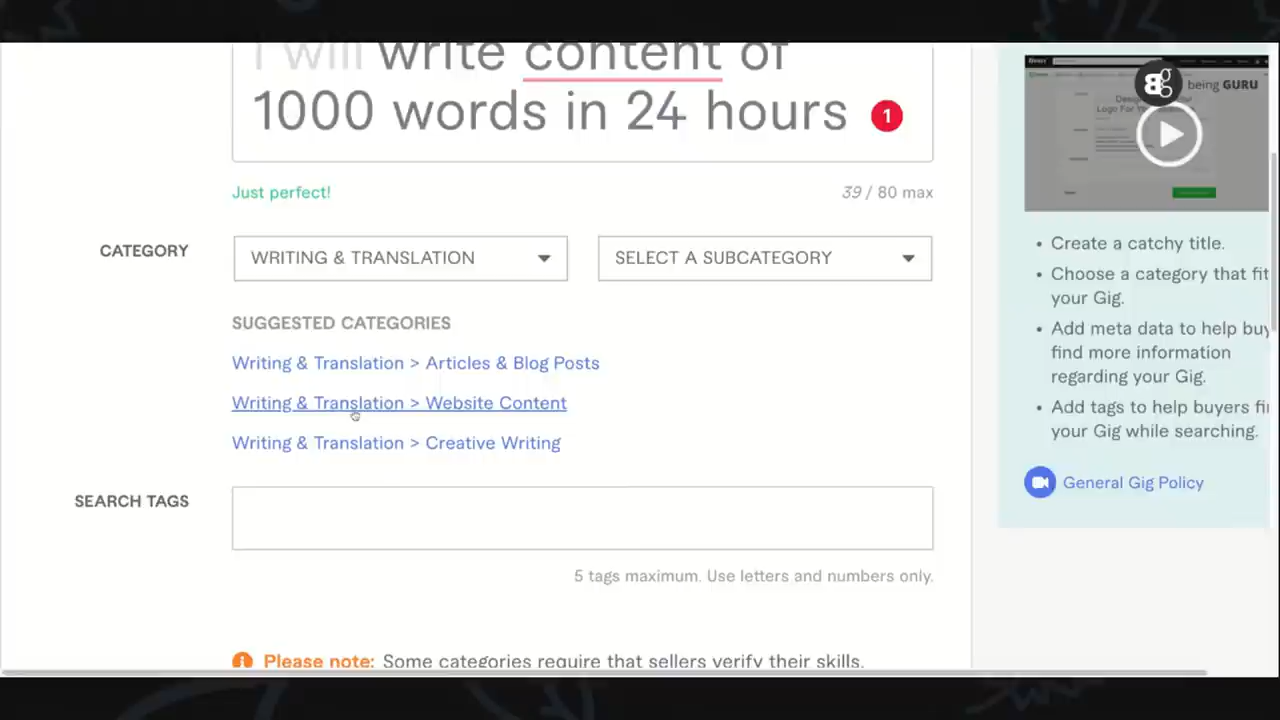 I will write content of
1000 words in 24 hours
1
Just perfect!
39 / 80 max
CATEGORY
WRITING & TRANSLATION
SELECT A SUBCATEGORY
SUGGESTED CATEGORIES
Writing & Translation > Articles & Blog Posts
Writing & Translation > Website Content
Writing & Translation > Creative Writing
SEARCH TAGS
5 tags maximum. Use letters and numbers only.
Please note: Some categories require that sellers verify their skills.
being GURU
• Create a catchy title.
• Choose a category that fit
your Gig.
• Add meta data to help buy
find more information
regarding your Gig.
• Add tags to help buyers fi
your Gig while searching.
General Gig Policy